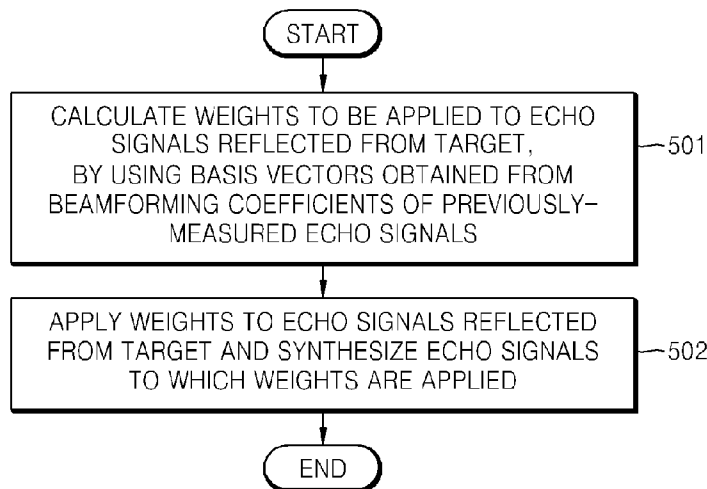 START
CALCULATE WEIGHTS TO BE APPLIED TO ECHO
SIGNALS REFLECTED FROM TARGET,
BY USING BASIS VECTORS OBTAINED FROM
BEAMFORMING COEFFICIENTS OF PREVIOUSLY-
MEASURED ECHO SIGNALS
501
APPLY WEIGHTS TO ECHO SIGNALS REFLECTED
FROM TARGET AND SYNTHESIZE ECHO SIGNALS
TO WHICH WEIGHTS ARE APPLIED
502
END